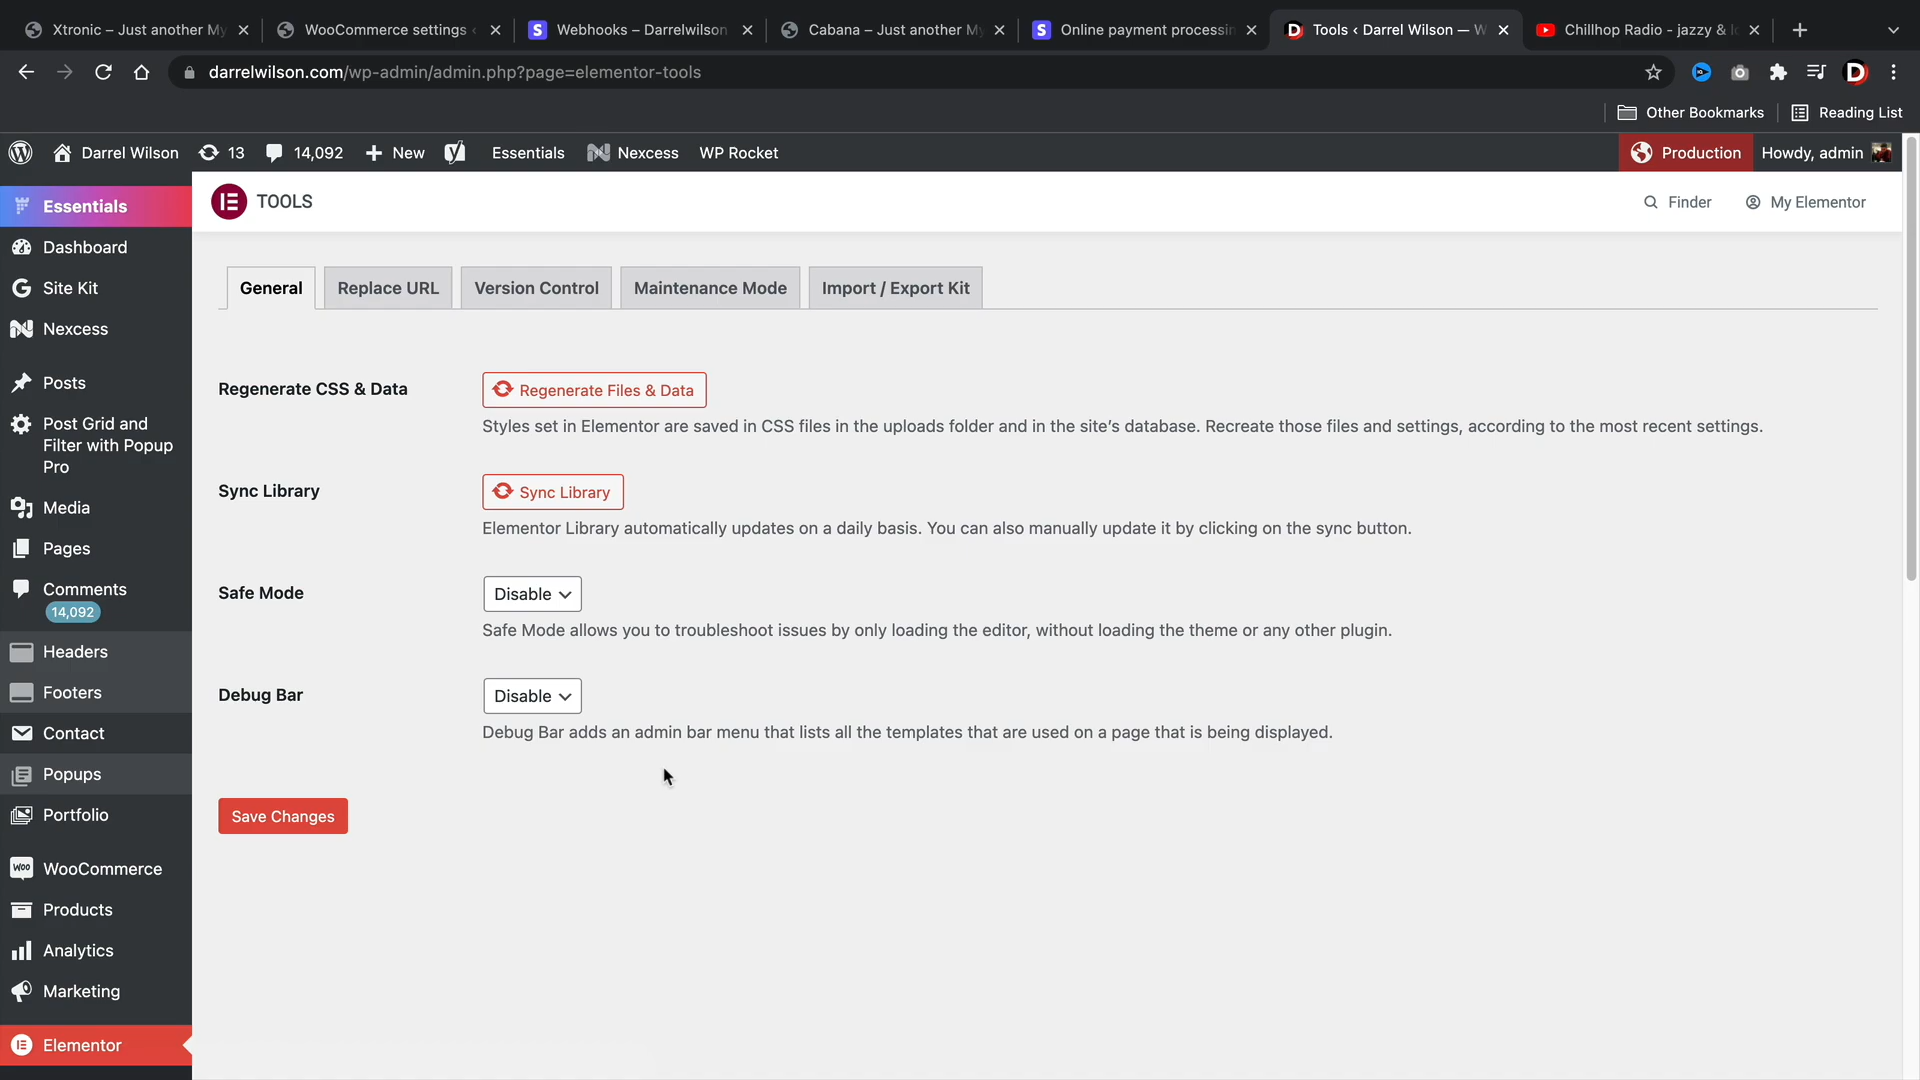 Xtronic – Just another My
WooCommerce settings ‹
Webhooks – Darrelwilson
Cabana – Just another My
Online payment processin
Tools ‹ Darrel Wilson — W
Chillhop Radio - jazzy & lo
darrelwilson.com/wp-admin/admin.php?page=elementor-tools
Other Bookmarks
Reading List
Darrel Wilson
13
14,092
New
Essentials
Nexcess
WP Rocket
Production
Howdy, admin
Essentials
Dashboard
Site Kit
Nexcess
Posts
Post Grid and
Filter with Popup
Pro
Media
Pages
Comments
14,092
Headers
Footers
Contact
Popups
Portfolio
WooCommerce
Products
Analytics
Marketing
Elementor
TOOLS
Finder
My Elementor
General
Replace URL
Version Control
Maintenance Mode
Import / Export Kit
Regenerate CSS & Data
Regenerate Files & Data
Styles set in Elementor are saved in CSS files in the uploads folder and in the site's database. Recreate those files and settings, according to the most recent settings.
Sync Library
Sync Library
Elementor Library automatically updates on a daily basis. You can also manually update it by clicking on the sync button.
Safe Mode
Disable
Safe Mode allows you to troubleshoot issues by only loading the editor, without loading the theme or any other plugin.
Debug Bar
Disable
Debug Bar adds an admin bar menu that lists all the templates that are used on a page that is being displayed.
Save Changes